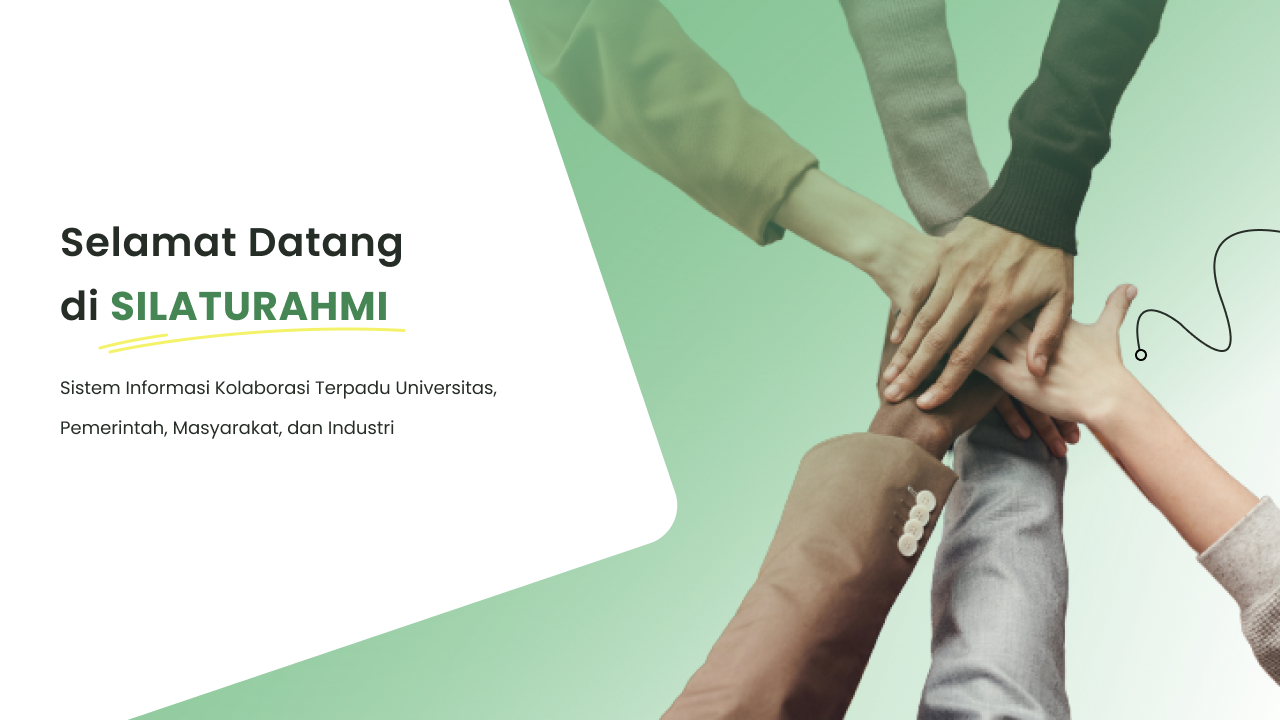 Selamat Datang
di SILATURAHMI
Sistem Informasi Kolaborasi Terpadu Universitas,
Pemerintah, Masyarakat, dan Industri